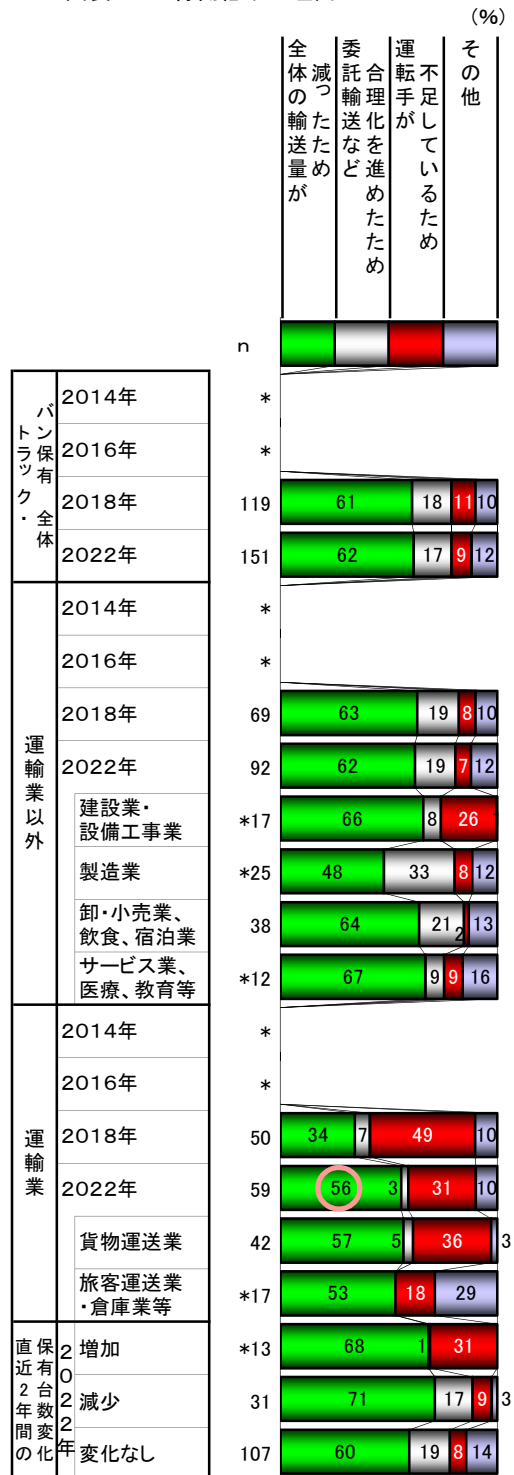 (%)
全体の輸送量が
減ったため
委託輸送など
合理化を進めたため
運転手が
不足しているため
その他
n
トラック・
バン保有 全体
2014年 *
2016年 *
2018年 119 61 18 11 10
2022年 151 62 17 9 12
運輸業以外
2014年 *
2016年 *
2018年 69 63 19 8 10
2022年 92 62 19 7 12
建設業・
設備工事業 *17 66 8 26
製造業 *25 48 33 8 12
卸・小売業、
飲食、宿泊業 38 64 21 2 13
サービス業、
医療、教育等 *12 67 9 9 16
運輸業
2014年 *
2016年 *
2018年 50 34 7 49 10
2022年 59 56 3 31 10
貨物運送業 42 57 5 36 3
旅客運送業
・倉庫業等 *17 53 18 29
直近2年間の
保有台数変化
2022年
増加 *13 68 1 31
減少 31 71 17 9 3
変化なし 107 60 19 8 14